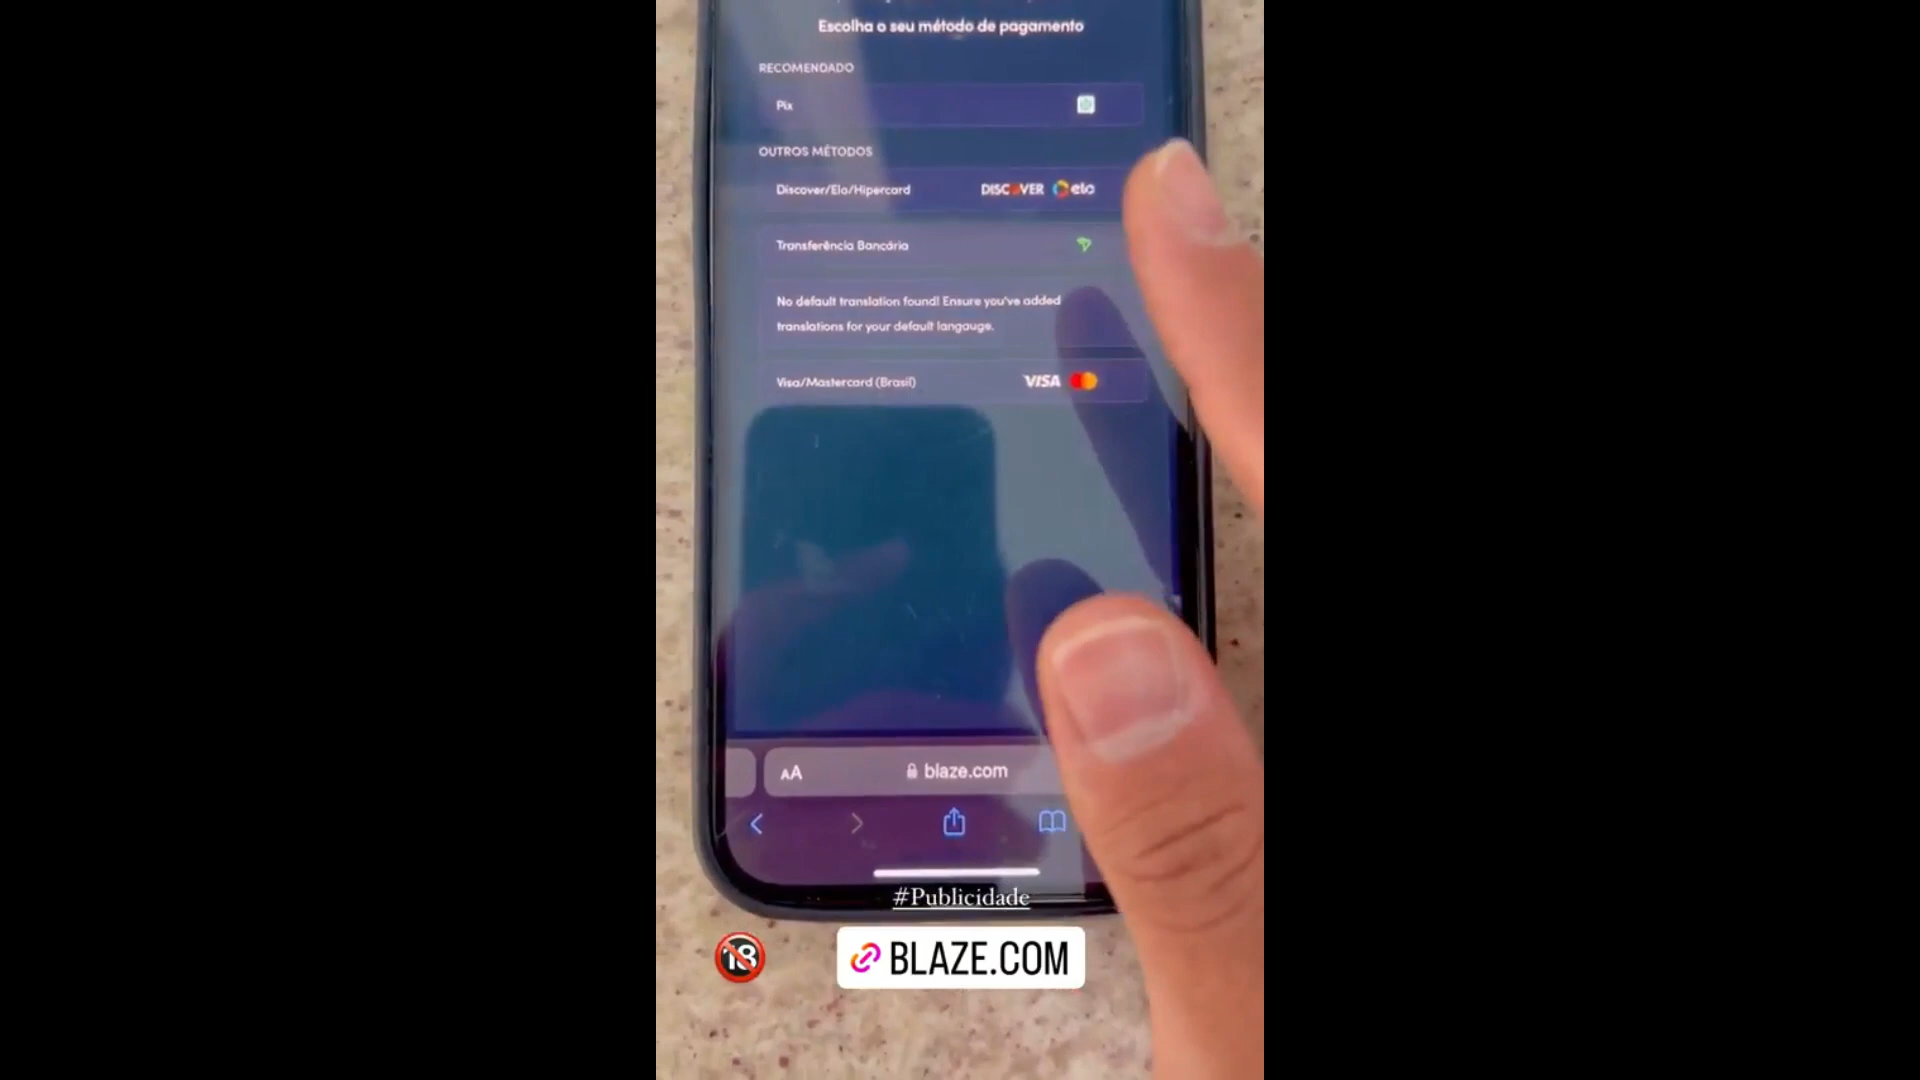 Escolha o seu método de pagamento
RECOMENDADO
Pix
OUTROS MÉTODOS
Discover/Elo/Hipercard DISCOVER elo
Transferência Bancária
No default translation found! Ensure you've added
translations for your default langauge.
Visa/Mastercard (Brasil) VISA
AA blaze.com
#Publicidade
18 BLAZE.COM